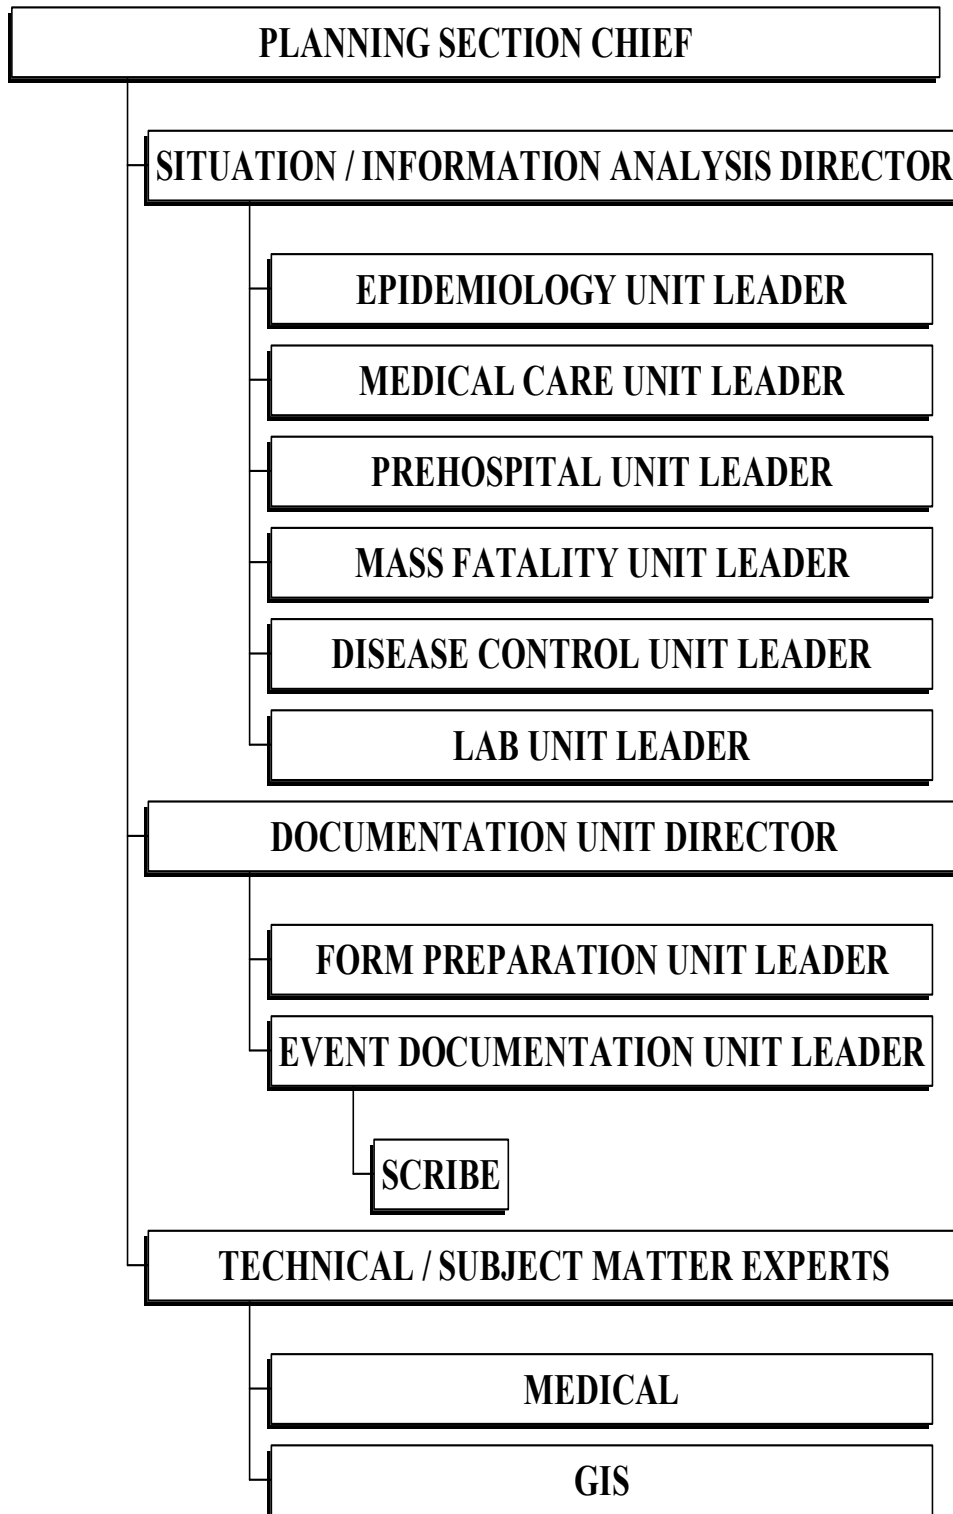 PLANNING SECTION CHIEF
SITUATION / INFORMATION ANALYSIS DIRECTOR
EPIDEMIOLOGY UNIT LEADER
MEDICAL CARE UNIT LEADER
PREHOSPITAL UNIT LEADER
MASS FATALITY UNIT LEADER
DISEASE CONTROL UNIT LEADER
LAB UNIT LEADER
DOCUMENTATION UNIT DIRECTOR
FORM PREPARATION UNIT LEADER
EVENT DOCUMENTATION UNIT LEADER
SCRIBE
TECHNICAL / SUBJECT MATTER EXPERTS
MEDICAL
GIS